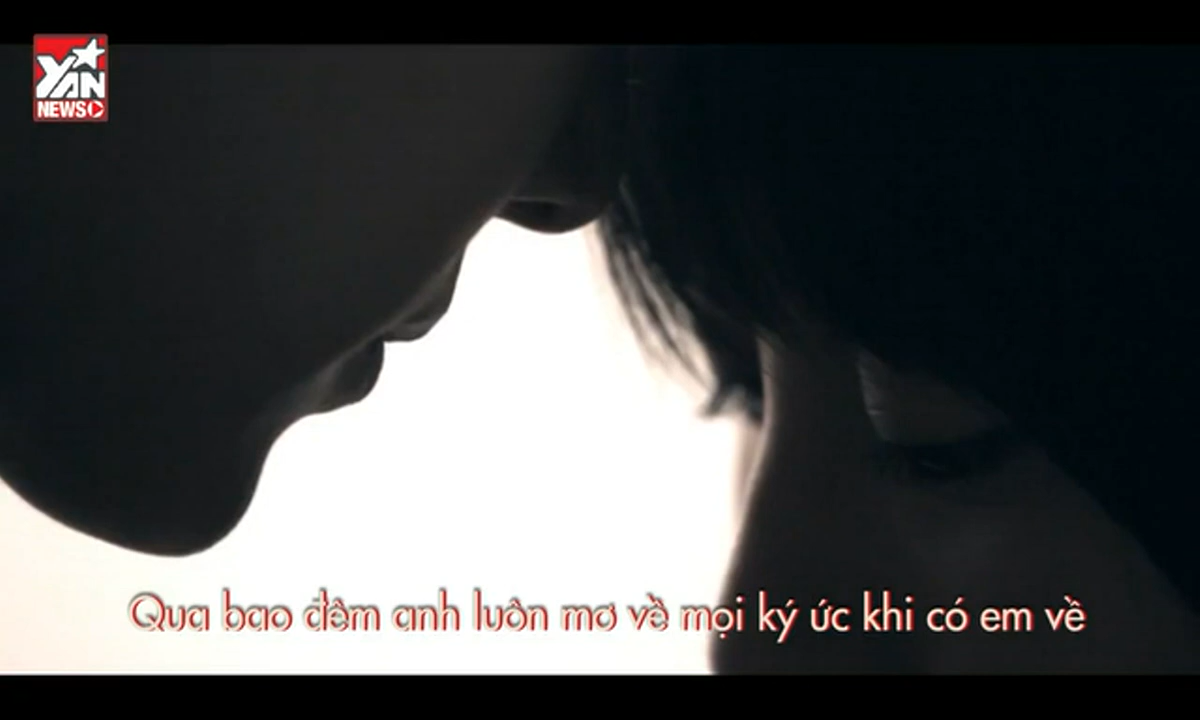 YAN
NEWS
Qua bao đêm anh luôn mơ về mọi ký ức khi có em về